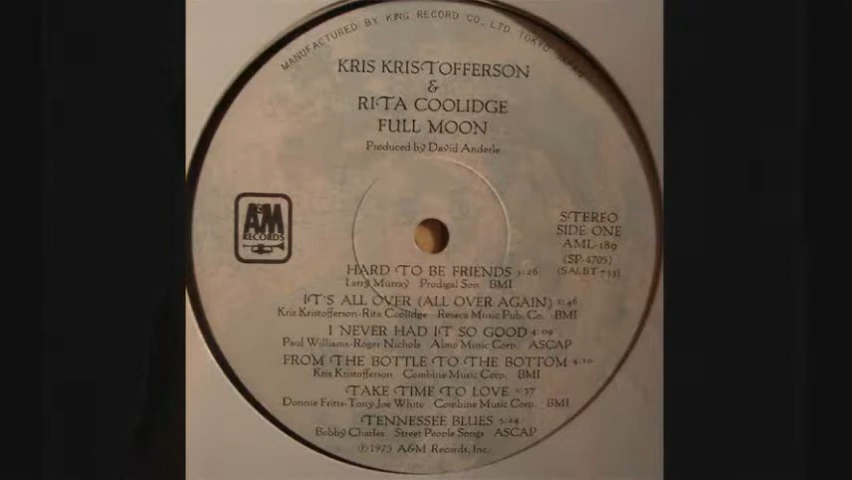 MANUFACTURED BY KING RECORD CO., LTD. TOKYO JAPAN
KRIS KRISTOFFERSON
&
RITA COOLIDGE
FULL MOON
Produced by David Anderle
A&M
RECORDS
STEREO
SIDE ONE
AML-189
(SP-4705)
HARD TO BE FRIENDS
Larry Murray Prodigal Son BMI
IT'S ALL OVER (ALL OVER AGAIN)
Kris Kristofferson-Rita Coolidge Resaca Music Pub. Co. BMI
I NEVER HAD IT SO GOOD 4:09
Paul Williams-Roger Nichols Almo Music Corp. ASCAP
FROM THE BOTTLE TO THE BOTTOM
Kris Kristofferson Combine Music Corp. BMI
TAKE TIME TO LOVE
Donnie Fritts-Tony Joe White Combine Music Corp. BMI
TENNESSEE BLUES
Bobby Charles Street People Songs ASCAP
℗1973 A&M Records, Inc.